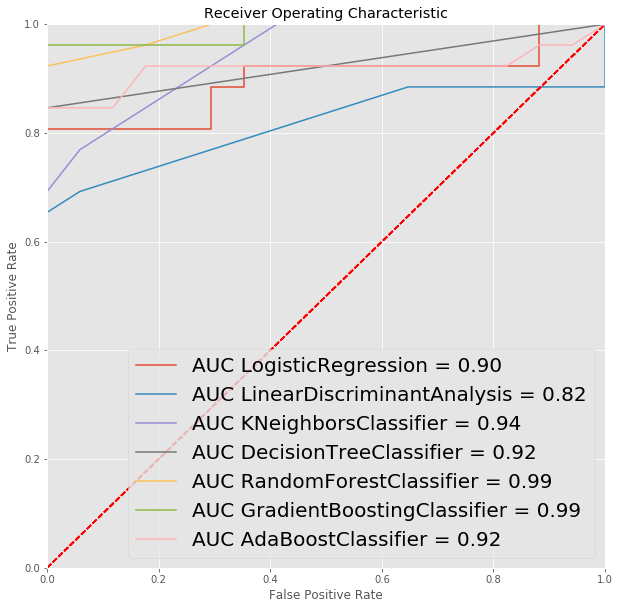 Receiver Operating Characteristic
1.0
0.8
0.6
0.4
0.2
0.0
True Positive Rate
AUC LogisticRegression = 0.90
AUC LinearDiscriminantAnalysis = 0.82
AUC KNeighborsClassifier = 0.94
AUC DecisionTreeClassifier = 0.92
AUC RandomForestClassifier = 0.99
AUC GradientBoostingClassifier = 0.99
AUC AdaBoostClassifier = 0.92
0.0 0.2 0.4 0.6 0.8 1.0
False Positive Rate